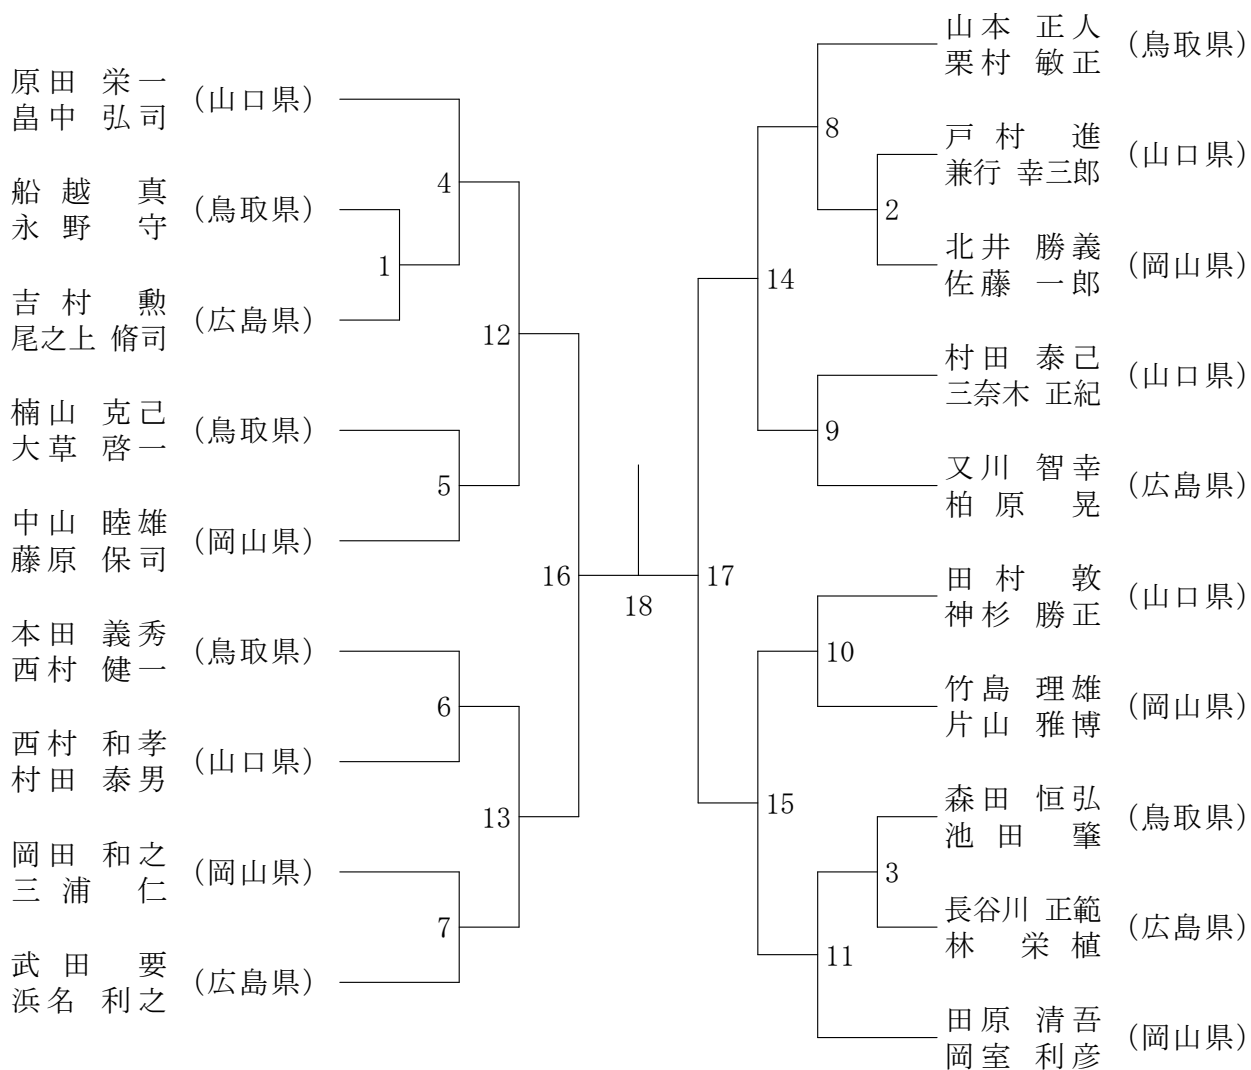 原田 栄一
畠中 弘司
(山口県)
船越 真
永野 守
(鳥取県)
吉村 勲
尾之上 脩司
(広島県)
楠山 克己
大草 啓一
(鳥取県)
中山 睦雄
藤原 保司
(岡山県)
本田 義秀
西村 健一
(鳥取県)
西村 和孝
村田 泰男
(山口県)
岡田 和之
三浦 仁
(岡山県)
武田 要
浜名 利之
(広島県)
1
4
5
6
7
12
13
16
18
17
14
15
8
9
10
11
2
3
山本 正人
栗村 敏正
(鳥取県)
戸村 進
兼行 幸三郎
(山口県)
北井 勝義
佐藤 一郎
(岡山県)
村田 泰己
三奈木 正紀
(山口県)
又川 智幸
柏原 晃
(広島県)
田村 敦
神杉 勝正
(山口県)
竹島 理雄
片山 雅博
(岡山県)
森田 恒弘
池田 肇
(鳥取県)
長谷川 正範
林 栄植
(広島県)
田原 清吾
岡室 利彦
(岡山県)